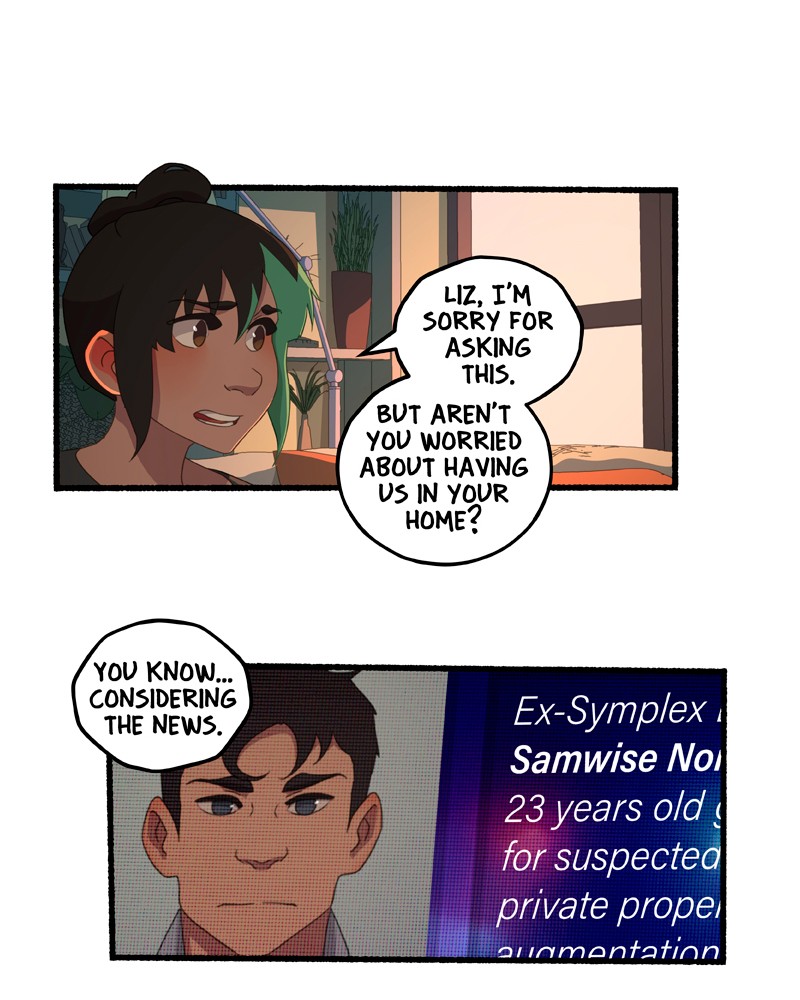 LIZ, I'M
SORRY FOR
ASKING
THIS.
BUT AREN'T
YOU WORRIED
ABOUT HAVING
US IN YOUR
HOME?
YOU KNOW...
CONSIDERING
THE NEWS.
Ex-Symplex
Samwise
23 years old
for suspected
private
augmentation